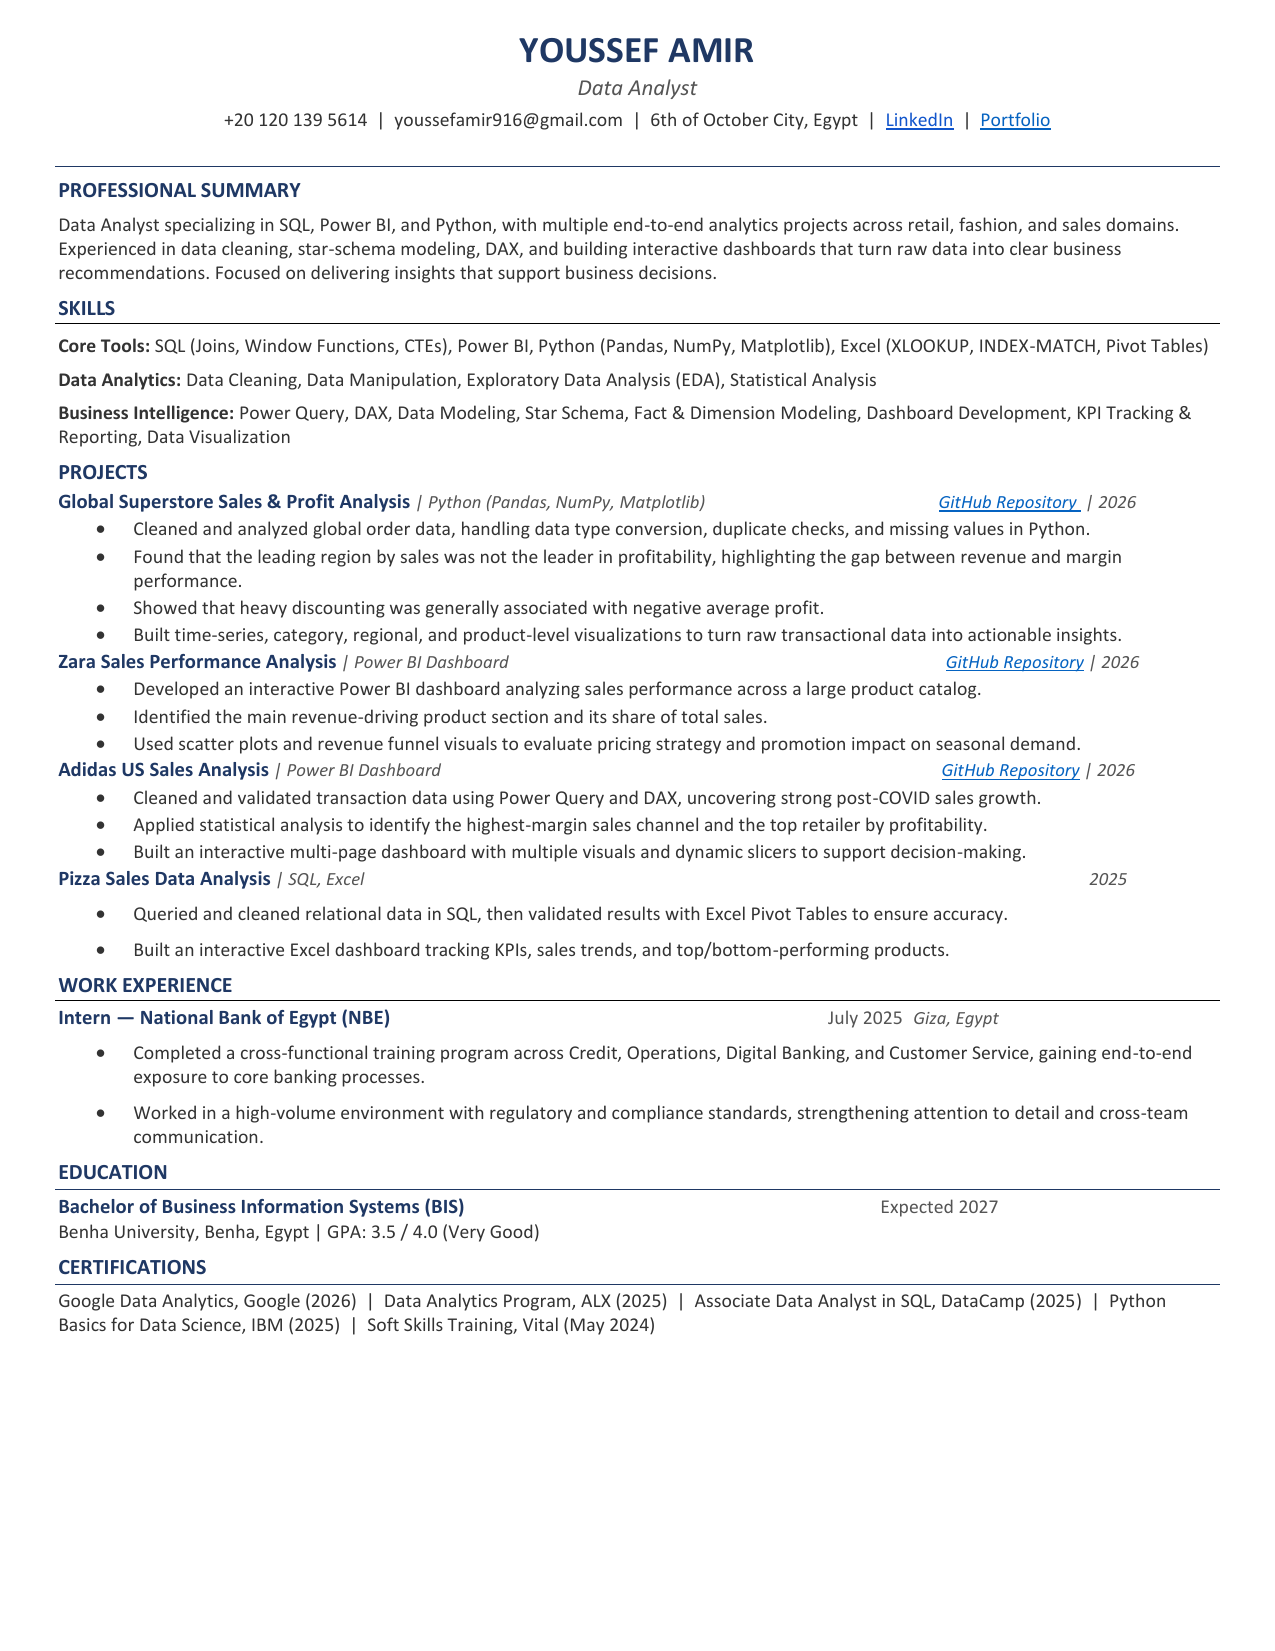 YOUSSEF AMIR
Data Analyst
+20 120 139 5614 | youssefamir916@gmail.com | 6th of October City, Egypt | LinkedIn | Portfolio
PROFESSIONAL SUMMARY
Data Analyst specializing in SQL, Power BI, and Python, with multiple end-to-end analytics projects across retail, fashion, and sales domains.
Experienced in data cleaning, star-schema modeling, DAX, and building interactive dashboards that turn raw data into clear business
recommendations. Focused on delivering insights that support business decisions.
SKILLS
Core Tools: SQL (Joins, Window Functions, CTEs), Power BI, Python (Pandas, NumPy, Matplotlib), Excel (XLOOKUP, INDEX-MATCH, Pivot Tables)
Data Analytics: Data Cleaning, Data Manipulation, Exploratory Data Analysis (EDA), Statistical Analysis
Business Intelligence: Power Query, DAX, Data Modeling, Star Schema, Fact & Dimension Modeling, Dashboard Development, KPI Tracking &
Reporting, Data Visualization
PROJECTS
Global Superstore Sales & Profit Analysis | Python (Pandas, NumPy, Matplotlib) GitHub Repository | 2026
• Cleaned and analyzed global order data, handling data type conversion, duplicate checks, and missing values in Python.
• Found that the leading region by sales was not the leader in profitability, highlighting the gap between revenue and margin
performance.
• Showed that heavy discounting was generally associated with negative average profit.
• Built time-series, category, regional, and product-level visualizations to turn raw transactional data into actionable insights.
Zara Sales Performance Analysis | Power BI Dashboard GitHub Repository | 2026
• Developed an interactive Power BI dashboard analyzing sales performance across a large product catalog.
• Identified the main revenue-driving product section and its share of total sales.
• Used scatter plots and revenue funnel visuals to evaluate pricing strategy and promotion impact on seasonal demand.
Adidas US Sales Analysis | Power BI Dashboard GitHub Repository | 2026
• Cleaned and validated transaction data using Power Query and DAX, uncovering strong post-COVID sales growth.
• Applied statistical analysis to identify the highest-margin sales channel and the top retailer by profitability.
• Built an interactive multi-page dashboard with multiple visuals and dynamic slicers to support decision-making.
Pizza Sales Data Analysis | SQL, Excel 2025
• Queried and cleaned relational data in SQL, then validated results with Excel Pivot Tables to ensure accuracy.
• Built an interactive Excel dashboard tracking KPIs, sales trends, and top/bottom-performing products.
WORK EXPERIENCE
Intern — National Bank of Egypt (NBE) July 2025 Giza, Egypt
• Completed a cross-functional training program across Credit, Operations, Digital Banking, and Customer Service, gaining end-to-end
exposure to core banking processes.
• Worked in a high-volume environment with regulatory and compliance standards, strengthening attention to detail and cross-team
communication.
EDUCATION
Bachelor of Business Information Systems (BIS) Expected 2027
Benha University, Benha, Egypt | GPA: 3.5 / 4.0 (Very Good)
CERTIFICATIONS
Google Data Analytics, Google (2026) | Data Analytics Program, ALX (2025) | Associate Data Analyst in SQL, DataCamp (2025) | Python
Basics for Data Science, IBM (2025) | Soft Skills Training, Vital (May 2024)